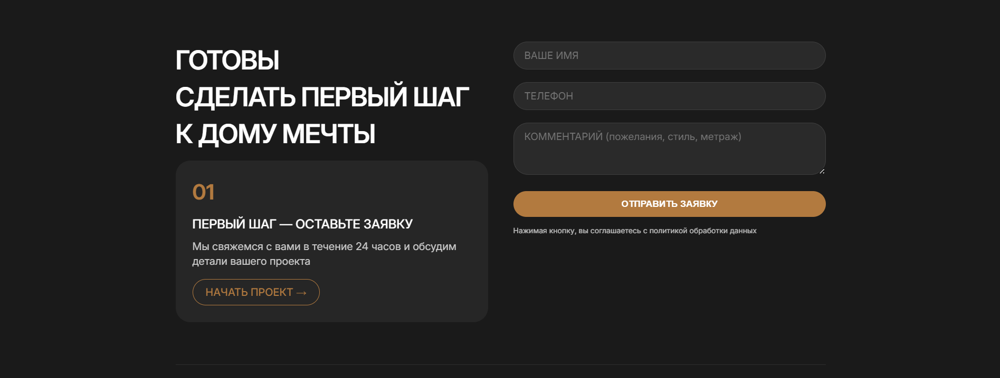 ГОТОВЫ
СДЕЛАТЬ ПЕРВЫЙ ШАГ
К ДОМУ МЕЧТЫ
01
ПЕРВЫЙ ШАГ — ОСТАВЬТЕ ЗАЯВКУ
Мы свяжемся с вами в течение 24 часов и обсудим
детали вашего проекта
НАЧАТЬ ПРОЕКТ →
ВАШЕ ИМЯ
ТЕЛЕФОН
КОММЕНТАРИЙ (пожелания, стиль, метраж)
ОТПРАВИТЬ ЗАЯВКУ
Нажимая кнопку, вы соглашаетесь с политикой обработки данных